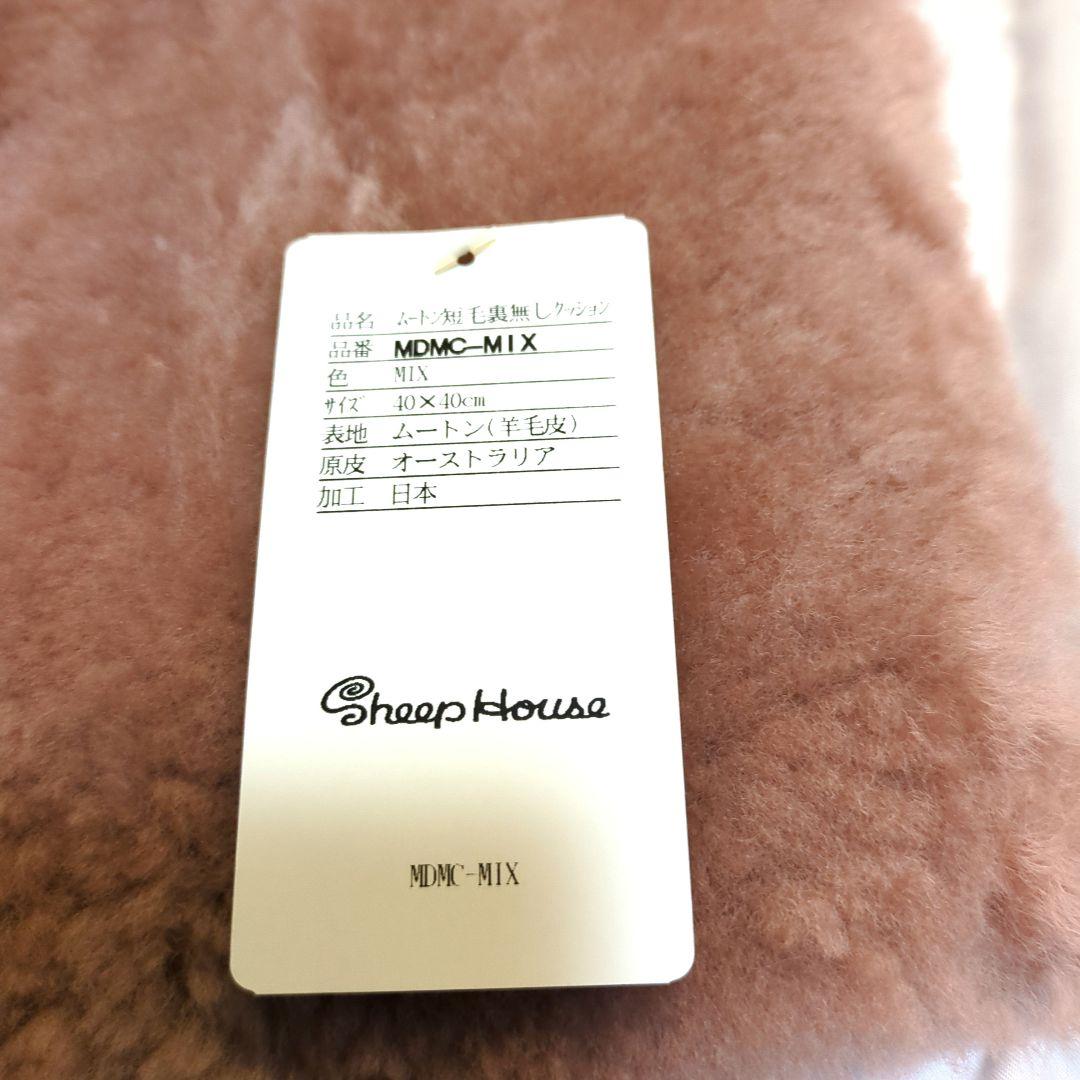 品名 ﾑｰﾄﾝ短毛裏無しｸｯｼｮﾝ
品番 MDMC-MIX
色 MIX
ｻｲｽﾞ 40×40cm
表地 ムートン(羊毛皮)
原皮 オーストラリア
加工 日本
Sheep House
MDMC-MIX